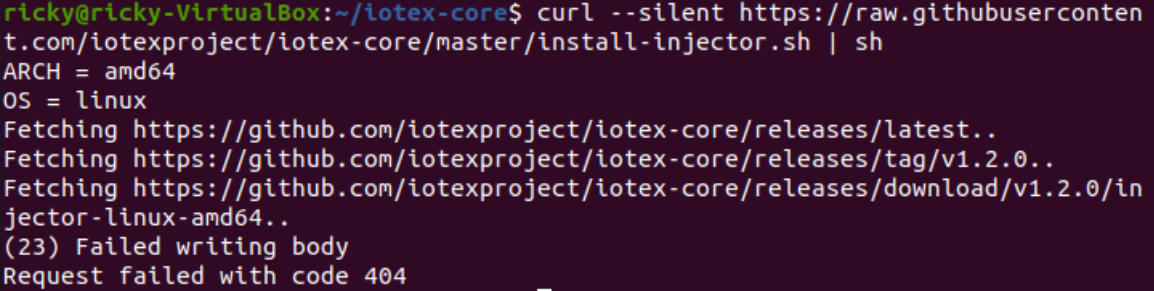 ricky@ricky-VirtualBox:~/iotex-core$ curl --silent https://raw.githubuserconten
t.com/iotexproject/iotex-core/master/install-injector.sh | sh
ARCH = amd64
OS = linux
Fetching https://github.com/iotexproject/iotex-core/releases/latest..
Fetching https://github.com/iotexproject/iotex-core/releases/tag/v1.2.0..
Fetching https://github.com/iotexproject/iotex-core/releases/download/v1.2.0/in
jector-linux-amd64..
(23) Failed writing body
Request failed with code 404